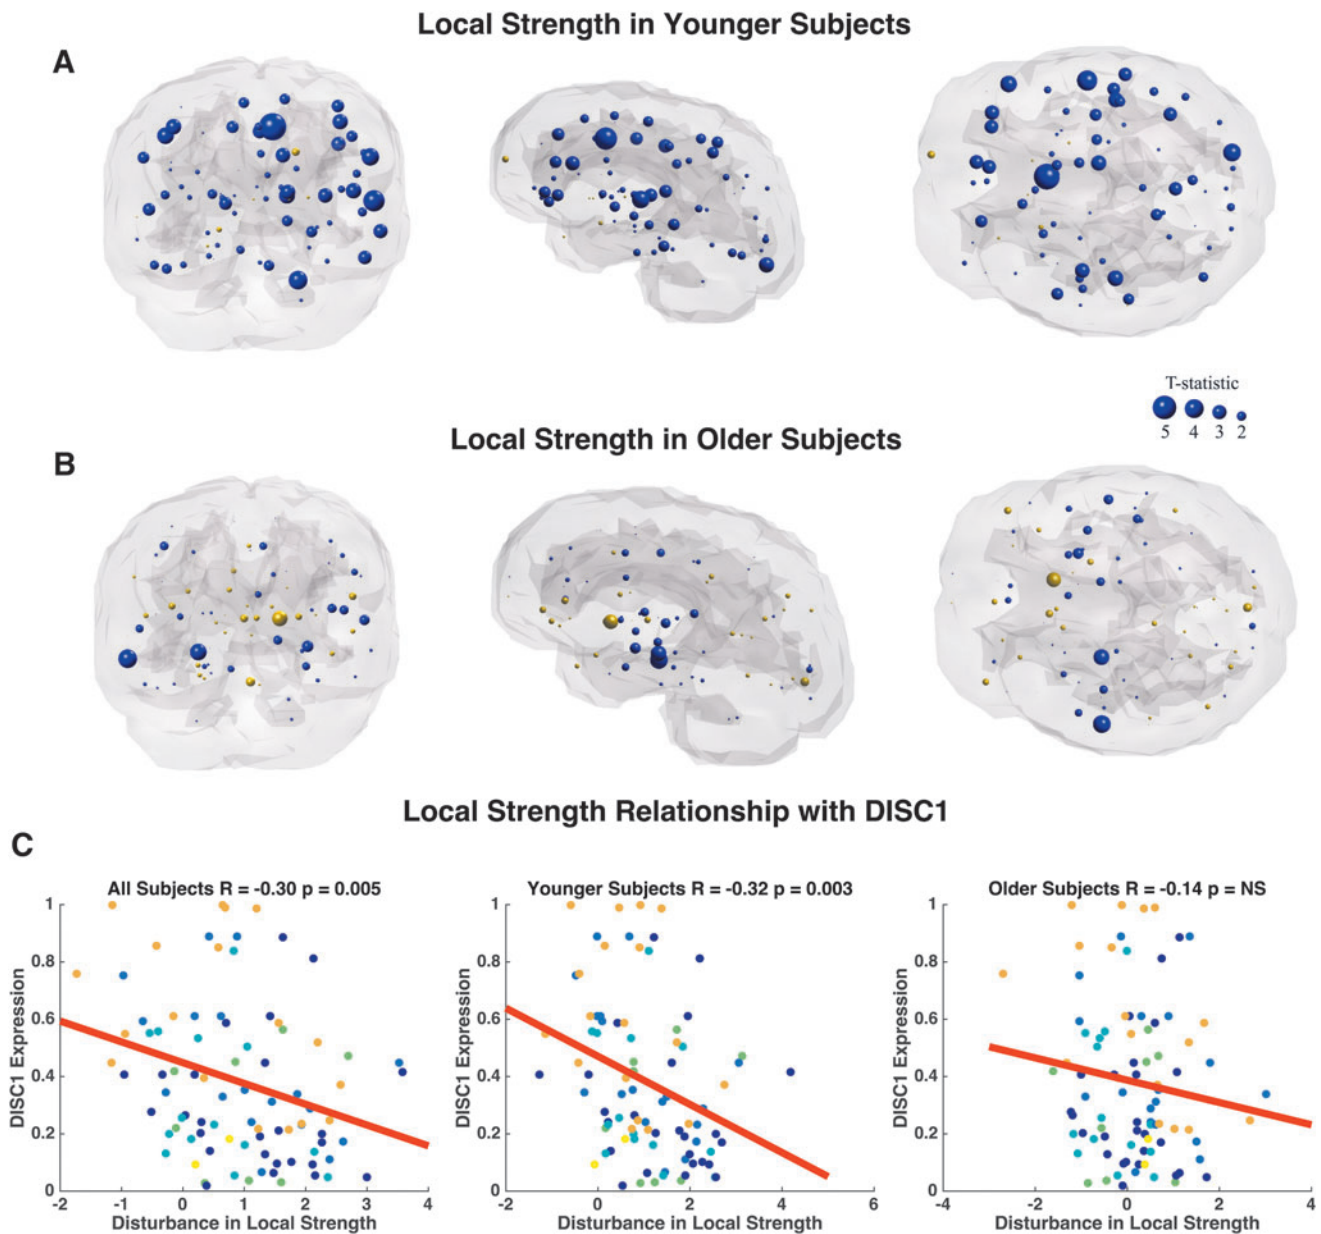 Local Strength in Younger Subjects
A
T-statistic
5 4 3 2
Local Strength in Older Subjects
B
Local Strength Relationship with DISC1
C
All Subjects R = -0.30 p = 0.005
Younger Subjects R = -0.32 p = 0.003
Older Subjects R = -0.14 p = NS
DISC1 Expression
1
0.8
0.6
0.4
0.2
0
-2 -1 0 1 2 3 4
Disturbance in Local Strength
DISC1 Expression
1
0.8
0.6
0.4
0.2
0
-2 0 2 4 6
Disturbance in Local Strength
DISC1 Expression
1
0.8
0.6
0.4
0.2
0
-4 -2 0 2 4
Disturbance in Local Strength